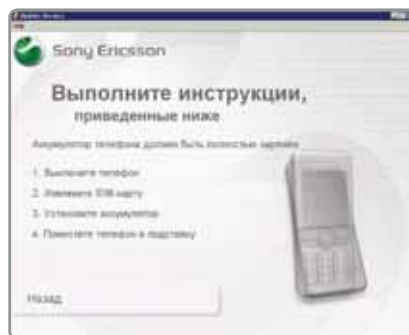 Sony Ericsson
Выполните инструкции,
приведенные ниже
Аккумулятор телефона должен быть полностью заряжен
1. Выключите телефон
2. Извлеките SIM-карту
3. Установите аккумулятор
4. Поместите телефон в подставку
Назад